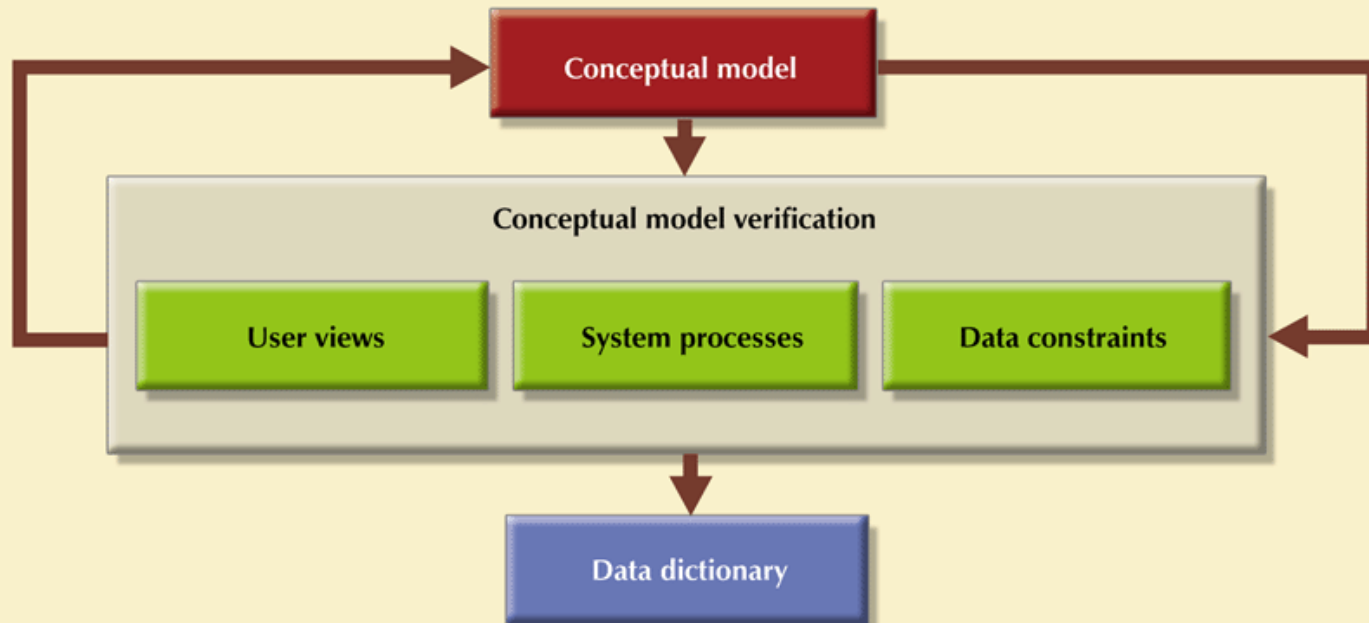 Conceptual model
Conceptual model verification
User views
System processes
Data constraints
Data dictionary